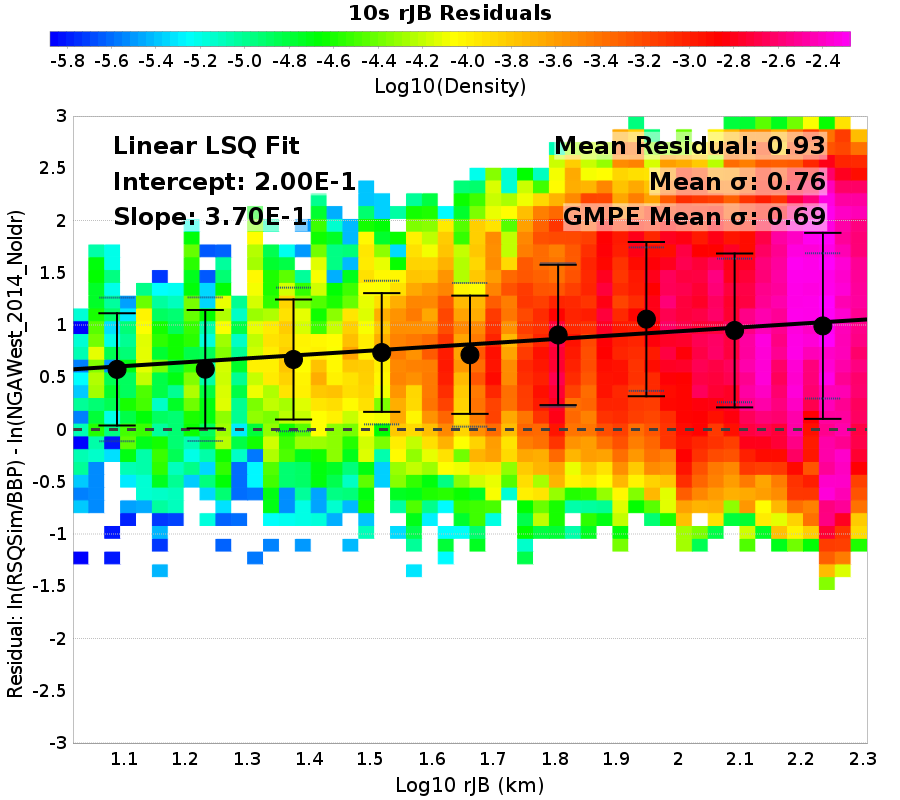 10s rJB Residuals
-5.8 -5.6 -5.4 -5.2 -5.0 -4.8 -4.6 -4.4 -4.2 -4.0 -3.8 -3.6 -3.4 -3.2 -3.0 -2.8 -2.6 -2.4
Log10(Density)
Linear LSQ Fit
Intercept: 2.00E-1
Slope: 3.70E-1
Mean Residual: 0.93
Mean σ: 0.76
GMPE Mean σ: 0.69
Residual: ln(RSQSim/BBP) - ln(NGAWest_2014_NoIdr)
3
2.5
2
1.5
1
0.5
0
-0.5
-1
-1.5
-2
-2.5
-3
1.1 1.2 1.3 1.4 1.5 1.6 1.7 1.8 1.9 2 2.1 2.2 2.3
Log10 rJB (km)